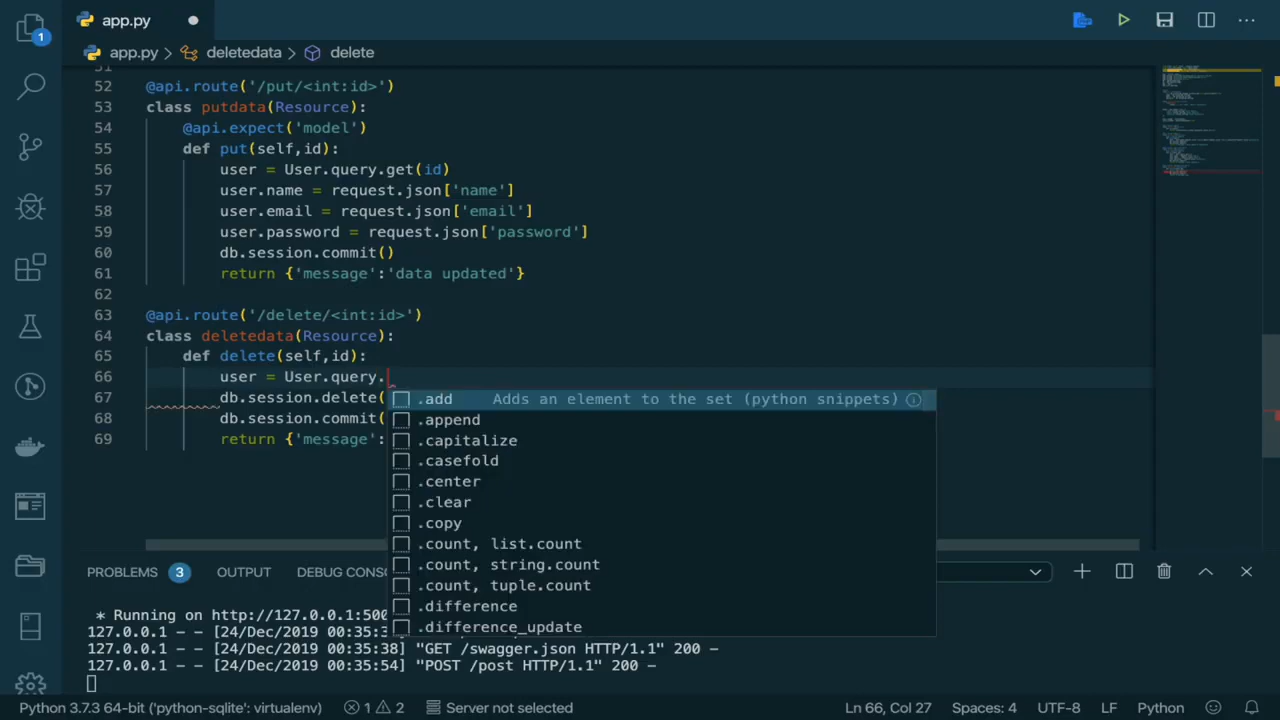 1
app.py
app.py > deletedata > delete
51
52 @api.route('/put/<int:id>')
53 class putdata(Resource):
54 @api.expect('model')
55 def put(self,id):
56 user = User.query.get(id)
57 user.name = request.json['name']
58 user.email = request.json['email']
59 user.password = request.json['password']
60 db.session.commit()
61 return {'message':'data updated'}
62
63 @api.route('/delete/<int:id>')
64 class deletedata(Resource):
65 def delete(self,id):
66 user = User.query.
67 db.session.delete(
68 db.session.commit(
69 return {'message':
.add Adds an element to the set (python snippets)
.append
.capitalize
.casefold
.center
.clear
.copy
.count, list.count
.count, string.count
.count, tuple.count
.difference
.difference_update
PROBLEMS 3 OUTPUT DEBUG CONS
* Running on http://127.0.0.1:500
127.0.0.1 - - [24/Dec/2019 00:35:3
127.0.0.1 - - [24/Dec/2019 00:35:38] "GET /swagger.json HTTP/1.1" 200 -
127.0.0.1 - - [24/Dec/2019 00:35:54] "POST /post HTTP/1.1" 200 -
Python 3.7.3 64-bit ('python-sqlite': virtualenv) 1 2 Server not selected Ln 66, Col 27 Spaces: 4 UTF-8 LF Python